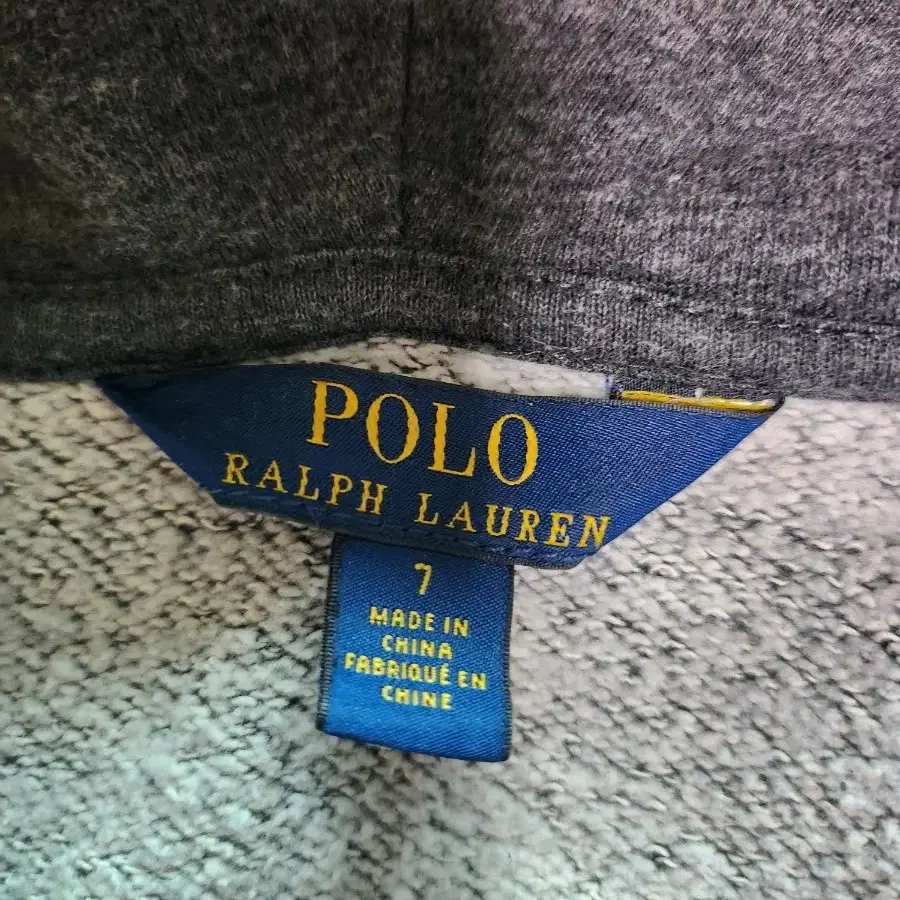 POLO
RALPH LAUREN
7
MADE IN
CHINA
FABRIQUÉ EN
CHINE